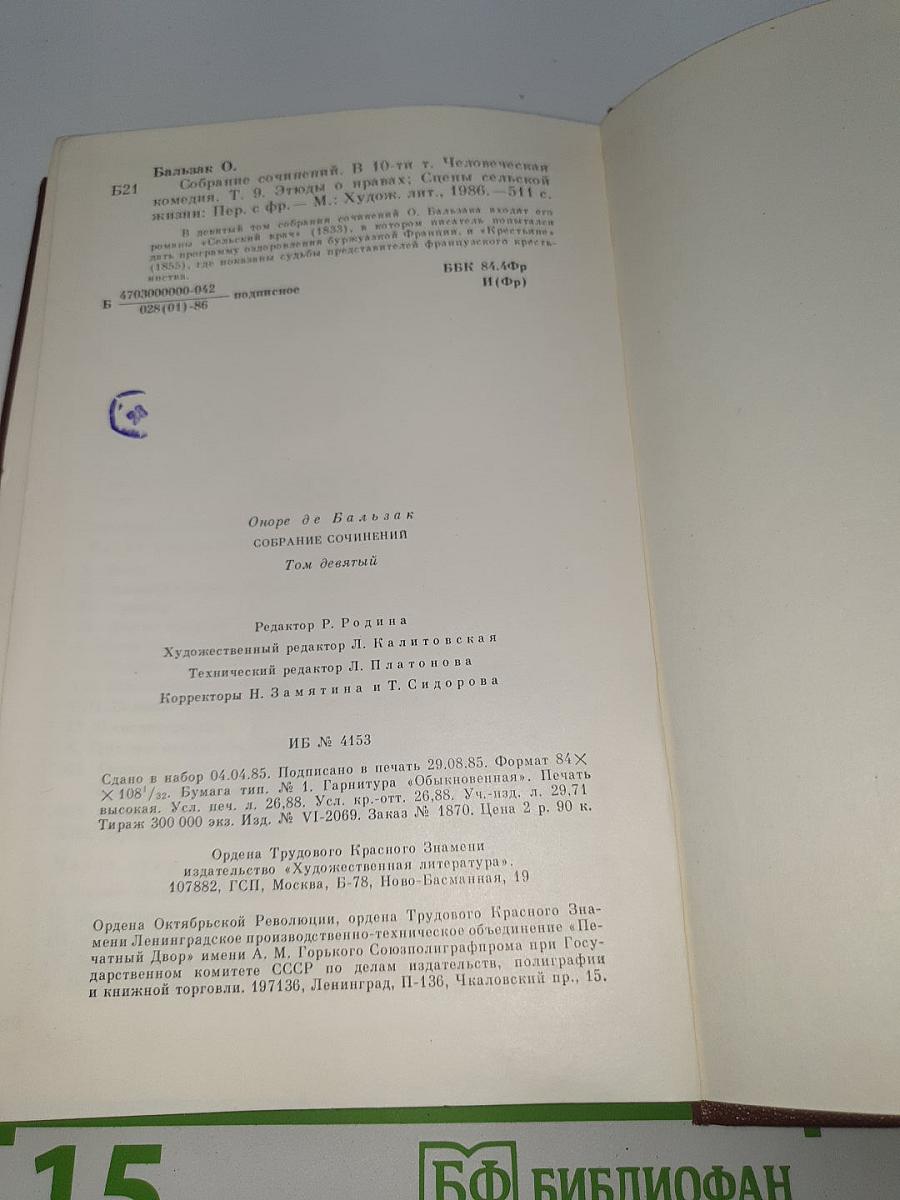 Бальзак О.
Б21
Собрание сочинений. В 10-ти т. Человеческая
комедия. Т. 9. Этюды о нравах; Сцены сельской
жизни: Пер. с фр. — М.: Худож. лит., 1986. — 511 с.
В девятый том собрания сочинений О. Бальзака входят его
романы «Сельский врач» (1833), в котором писатель попытался
дать программу оздоровления буржуазной Франции, и «Крестьяне»
(1855), где показаны судьбы представителей французского кресть-
янства.
Б 4703000000-042 — подписное
028(01)-86
ББК 84.4Фр
И(Фр)
Оноре де Бальзак
СОБРАНИЕ СОЧИНЕНИЙ
Том девятый
Редактор Р. Родина
Художественный редактор Л. Калитовская
Технический редактор Л. Платонова
Корректоры Н. Замятина и Т. Сидорова
ИБ № 4153
Сдано в набор 04.04.85. Подписано в печать 29.08.85. Формат 84×
×108¹/₃₂. Бумага тип. № 1. Гарнитура «Обыкновенная». Печать
высокая. Усл. печ. л. 26,88. Усл. кр.-отт. 26,88. Уч.-изд. л. 29,71
Тираж 300 000 экз. Изд. № VI-2069. Заказ № 1870. Цена 2 р. 90 к.
Ордена Трудового Красного Знамени
издательство «Художественная литература».
107882, ГСП, Москва, Б-78, Ново-Басманная, 19
Ордена Октябрьской Революции, ордена Трудового Красного Зна-
мени Ленинградское производственно-техническое объединение «Пе-
чатный Двор» имени А. М. Горького Союзполиграфпрома при Госу-
дарственном комитете СССР по делам издательств, полиграфии
и книжной торговли. 197136, Ленинград, П-136, Чкаловский пр., 15.
15
БФ БИБЛИОФАН